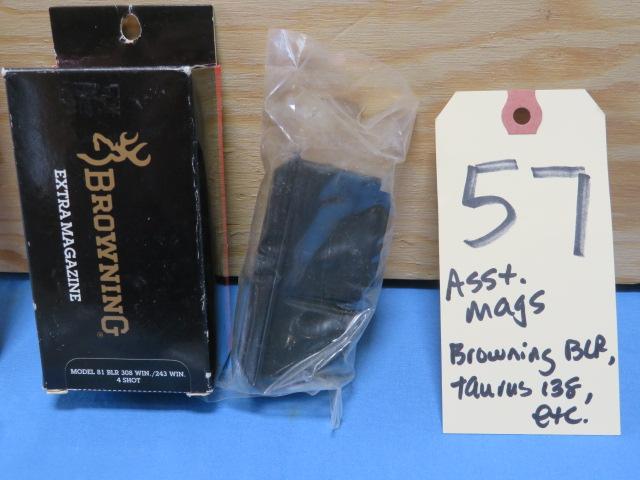 BROWNING
EXTRA MAGAZINE
MODEL 81 BLR 308 WIN./243 WIN.
4 SHOT
57
Asst.
mags
Browning BLR,
Taurus 138,
etc.